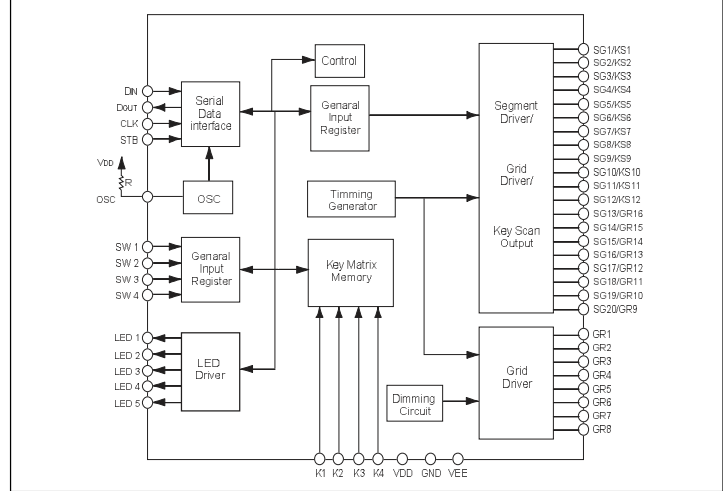 Control
DIN
DOUT
CLK
STB
Serial
Data
interface
Genaral
Input
Register
VDD
R
OSC
OSC
Timming
Generator
SW 1
SW 2
SW 3
SW 4
Genaral
Input
Register
Key Matrix
Memory
LED 1
LED 2
LED 3
LED 4
LED 5
LED
Driver
Dimming
Circuit
Segment
Driver/
Grid
Driver/
Key Scan
Output
Grid
Driver
SG1/KS1
SG2/KS2
SG3/KS3
SG4/KS4
SG5/KS5
SG6/KS6
SG7/KS7
SG8/KS8
SG9/KS9
SG10/KS10
SG11/KS11
SG12/KS12
SG13/GR16
SG14/GR15
SG15/GR14
SG16/GR13
SG17/GR12
SG18/GR11
SG19/GR10
SG20/GR9
GR1
GR2
GR3
GR4
GR5
GR6
GR7
GR8
K1 K2 K3 K4 VDD GND VEE